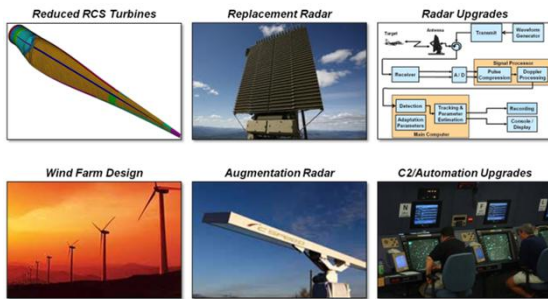 Reduced RCS Turbines
Replacement Radar
Radar Upgrades
Target
Antenna
Transmit
Waveform
Generator
Signal Processor
Receiver
A / D
Pulse
Compression
Doppler
Processing
Detection
Tracking &
Parameter
Estimation
Adaptation
Parameters
Main Computer
Recording
Console /
Display
Wind Farm Design
Augmentation Radar
C2/Automation Upgrades
C SPEED
N